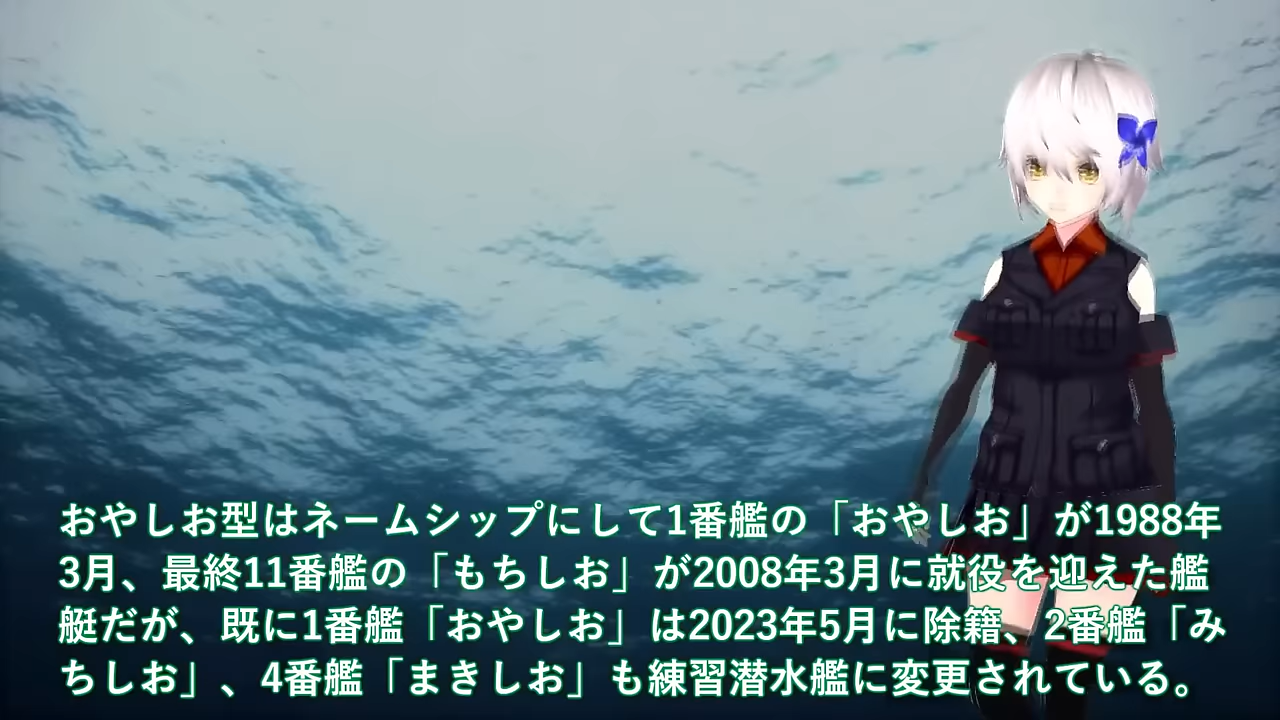 おやしお型はネームシップにして1番艦の「おやしお」が1988年
3月、最終11番艦の「もちしお」が2008年3月に就役を迎えた艦
艇だが、既に1番艦「おやしお」は2023年5月に除籍、2番艦「み
ちしお」、4番艦「まきしお」も練習潜水艦に変更されている。